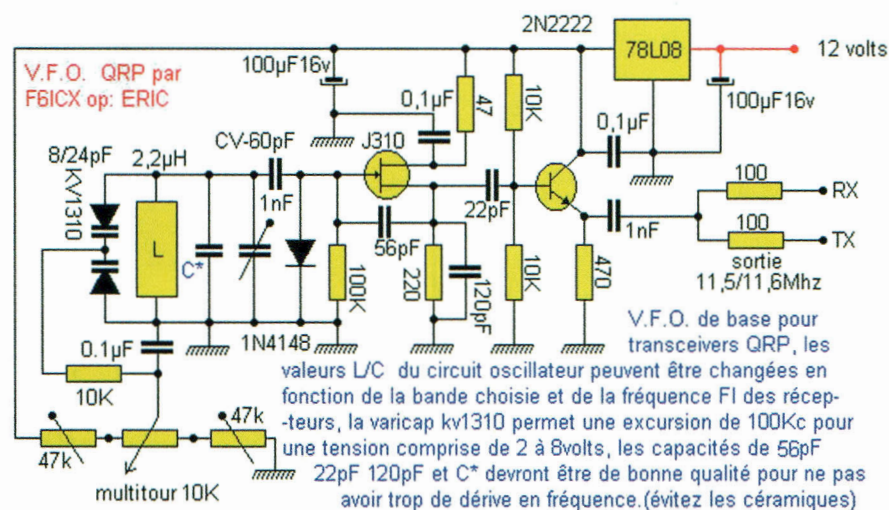 2N2222
78L08
12 volts
V.F.O. QRP par
F6ICX op: ERIC
100µF16v
47
10K
100µF16v
0,1µF
0,1µF
J310
CV-60pF
8/24pF
2,2µH
KV1310
1nF
22pF
100
RX
L
C*
56pF
1nF
100
TX
100K
220
120pF
10K
470
sortie
11,5/11,6Mhz
0.1µF
1N4148
10K
V.F.O. de base pour
transceivers QRP, les
valeurs L/C du circuit oscillateur peuvent être changées en
fonction de la bande choisie et de la fréquence FI des récep-
-teurs, la varicap kv1310 permet une excursion de 100Kc pour
une tension comprise de 2 à 8volts, les capacités de 56pF
22pF 120pF et C* devront être de bonne qualité pour ne pas
avoir trop de dérive en fréquence.(évitez les céramiques)
47k
47k
multitour 10K